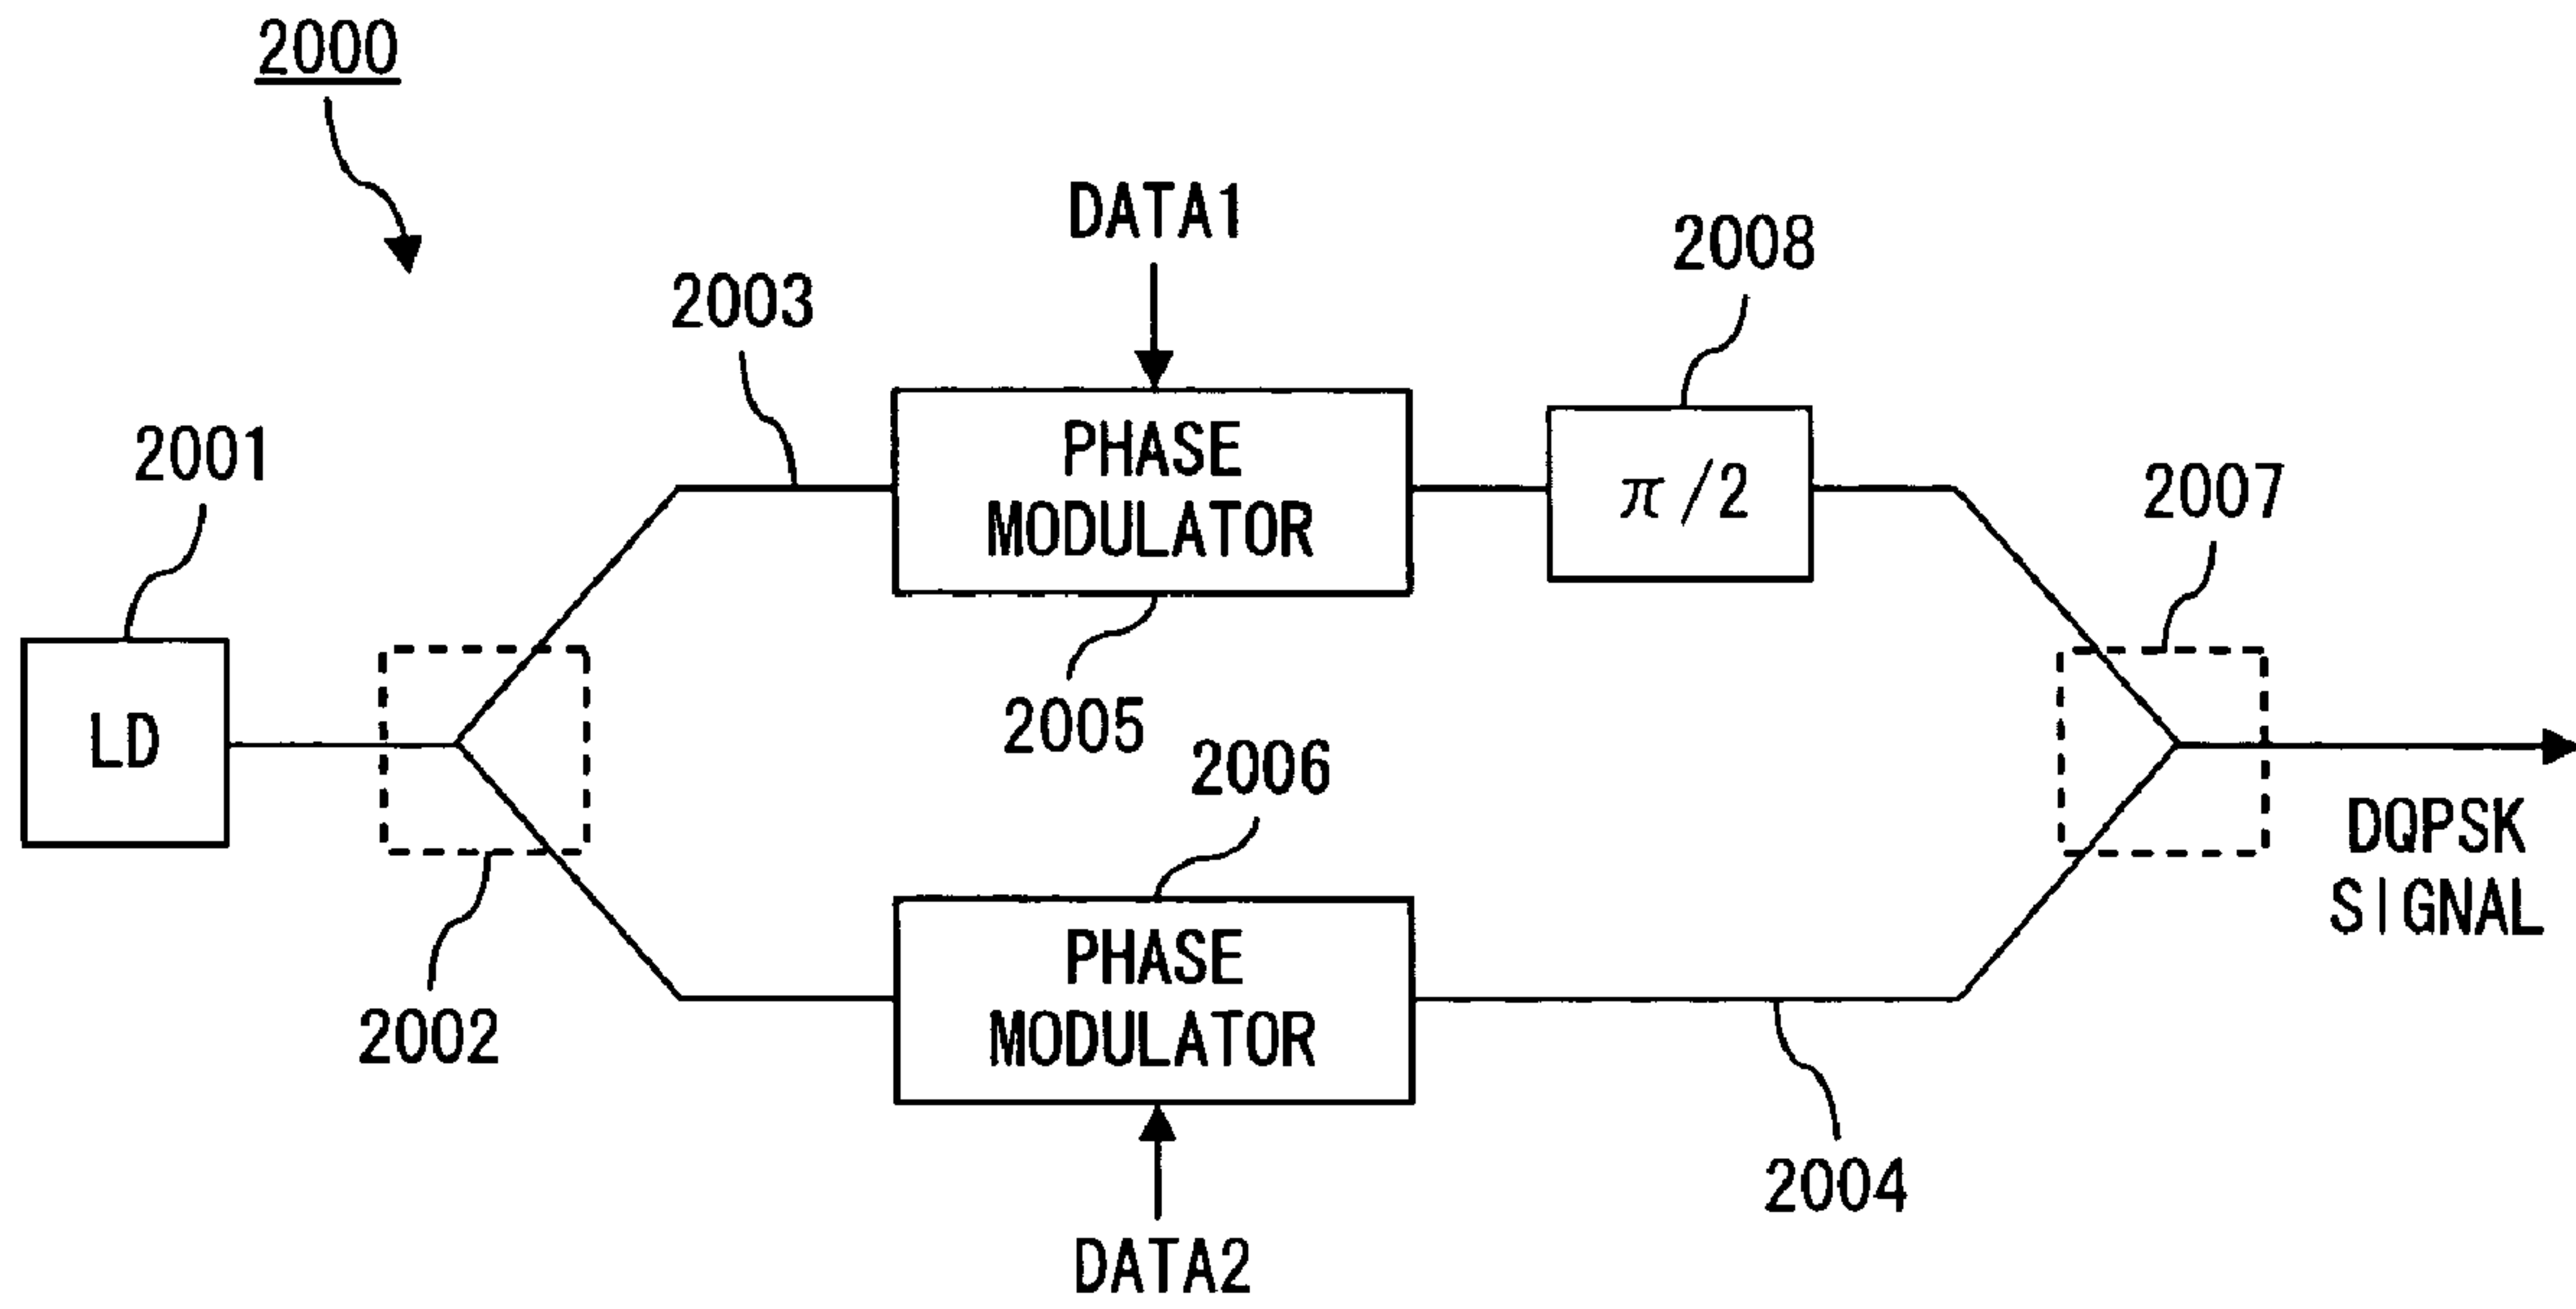 2000
DATA1
2008
2003
2001
PHASE
MODULATOR
π/2
2007
2005
LD
2006
DQPSK
SIGNAL
PHASE
MODULATOR
2002
2004
DATA2